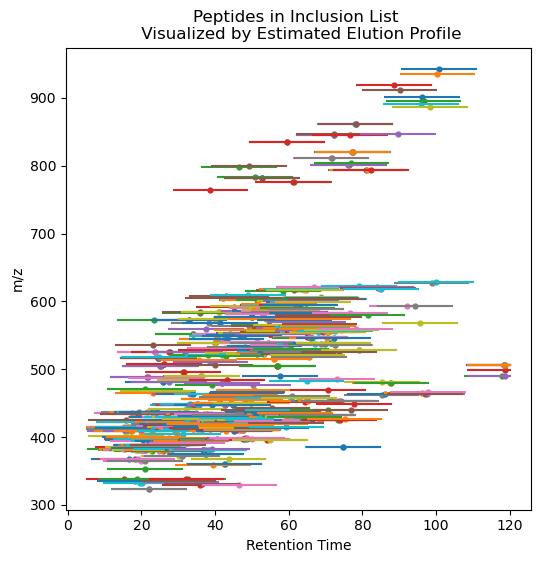 Peptides in Inclusion List
Visualized by Estimated Elution Profile
900
800
700
600
500
400
300
m/z
0 20 40 60 80 100 120
Retention Time